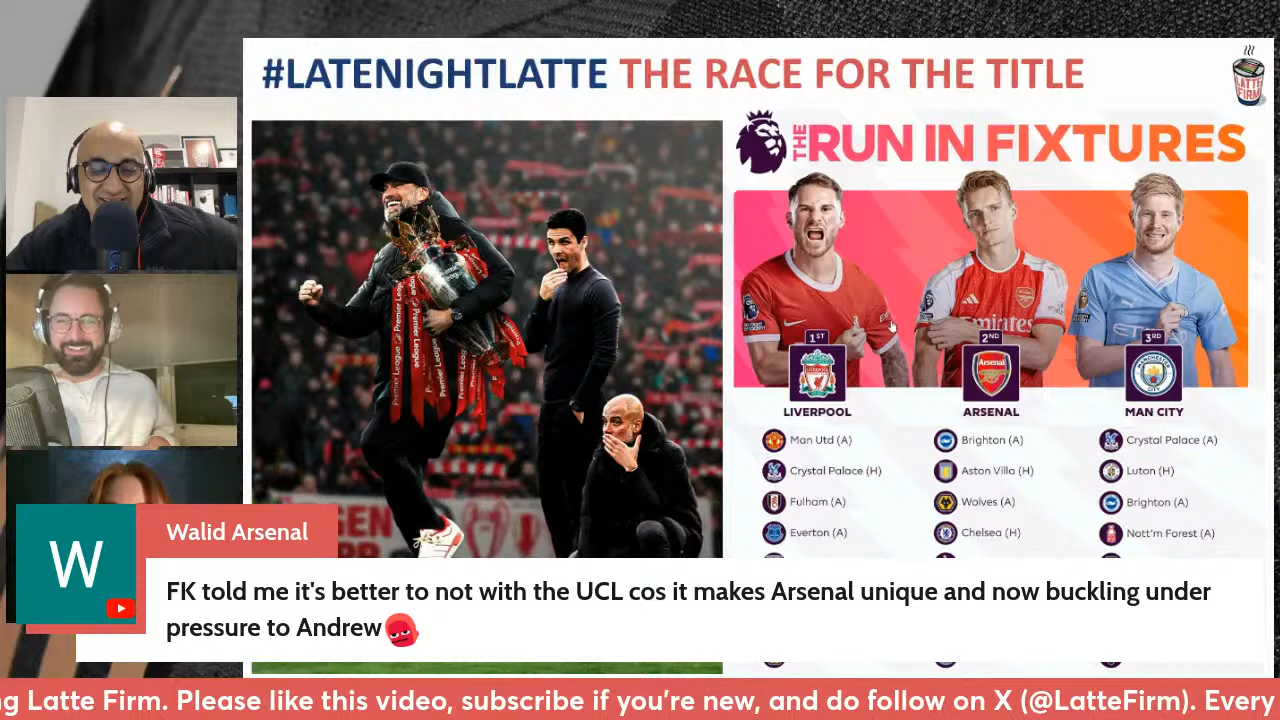 #LATENIGHTLATTE THE RACE FOR THE TITLE
LATTE
FIRM
THE RUN IN FIXTURES
1ST
2ND
3RD
LIVERPOOL
ARSENAL
MAN CITY
Man Utd (A)
Brighton (A)
Crystal Palace (A)
Crystal Palace (H)
Aston Villa (H)
Luton (H)
Fulham (A)
Wolves (A)
Brighton (A)
Everton (A)
Chelsea (H)
Nott'm Forest (A)
W
Walid Arsenal
FK told me it's better to not with the UCL cos it makes Arsenal unique and now buckling under
pressure to Andrew
ng Latte Firm. Please like this video, subscribe if you're new, and do follow on X (@LatteFirm). Every